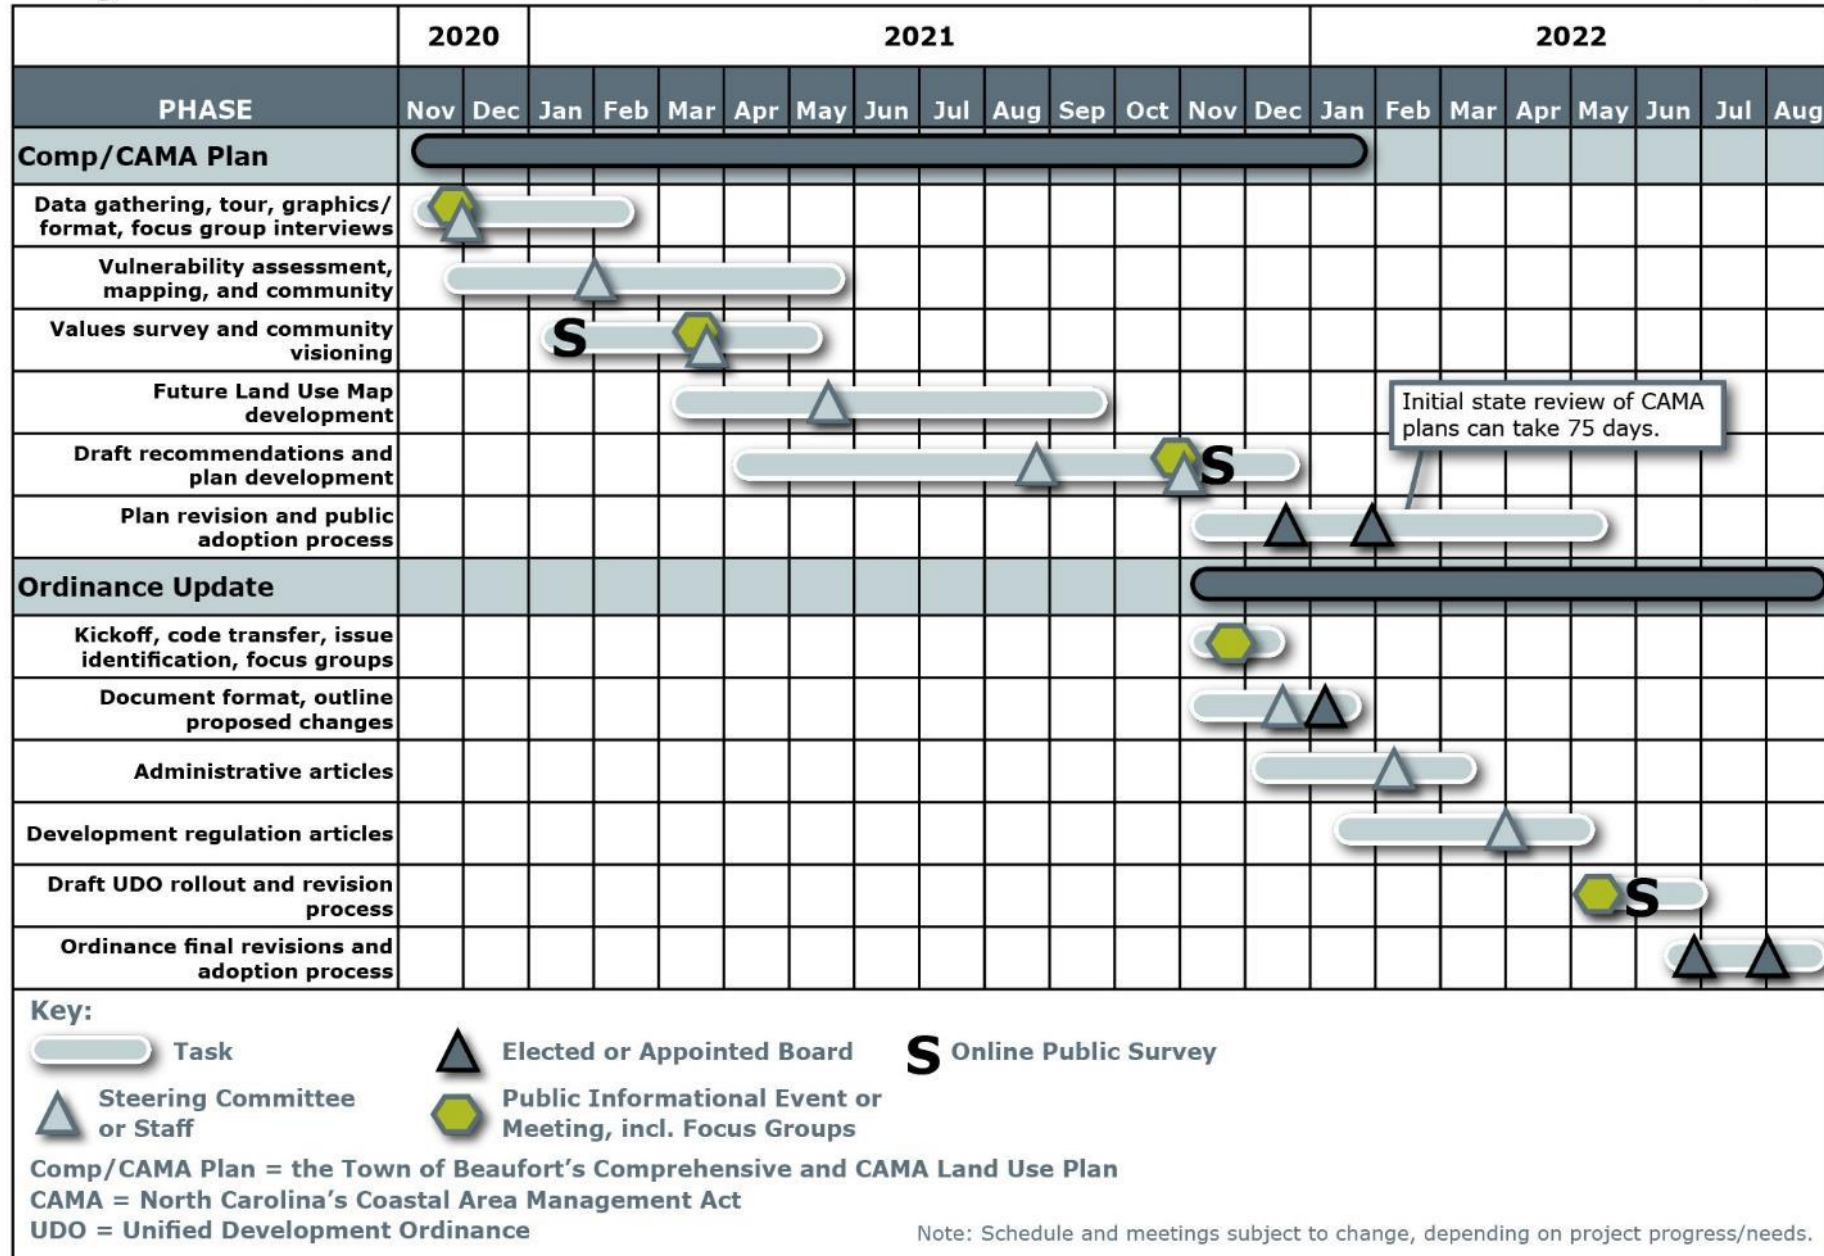 2020 2021 2022
PHASE Nov Dec Jan Feb Mar Apr May Jun Jul Aug Sep Oct Nov Dec Jan Feb Mar Apr May Jun Jul Aug
Comp/CAMA Plan
Data gathering, tour, graphics/
format, focus group interviews
Vulnerability assessment,
mapping, and community
Values survey and community
visioning
S
Future Land Use Map
development
Initial state review of CAMA
plans can take 75 days.
Draft recommendations and
plan development
S
Plan revision and public
adoption process
Ordinance Update
Kickoff, code transfer, issue
identification, focus groups
Document format, outline
proposed changes
Administrative articles
Development regulation articles
Draft UDO rollout and revision
process
S
Ordinance final revisions and
adoption process
Key:
Task
Elected or Appointed Board
S Online Public Survey
Steering Committee
or Staff
Public Informational Event or
Meeting, incl. Focus Groups
Comp/CAMA Plan = the Town of Beaufort's Comprehensive and CAMA Land Use Plan
CAMA = North Carolina's Coastal Area Management Act
UDO = Unified Development Ordinance
Note: Schedule and meetings subject to change, depending on project progress/needs.